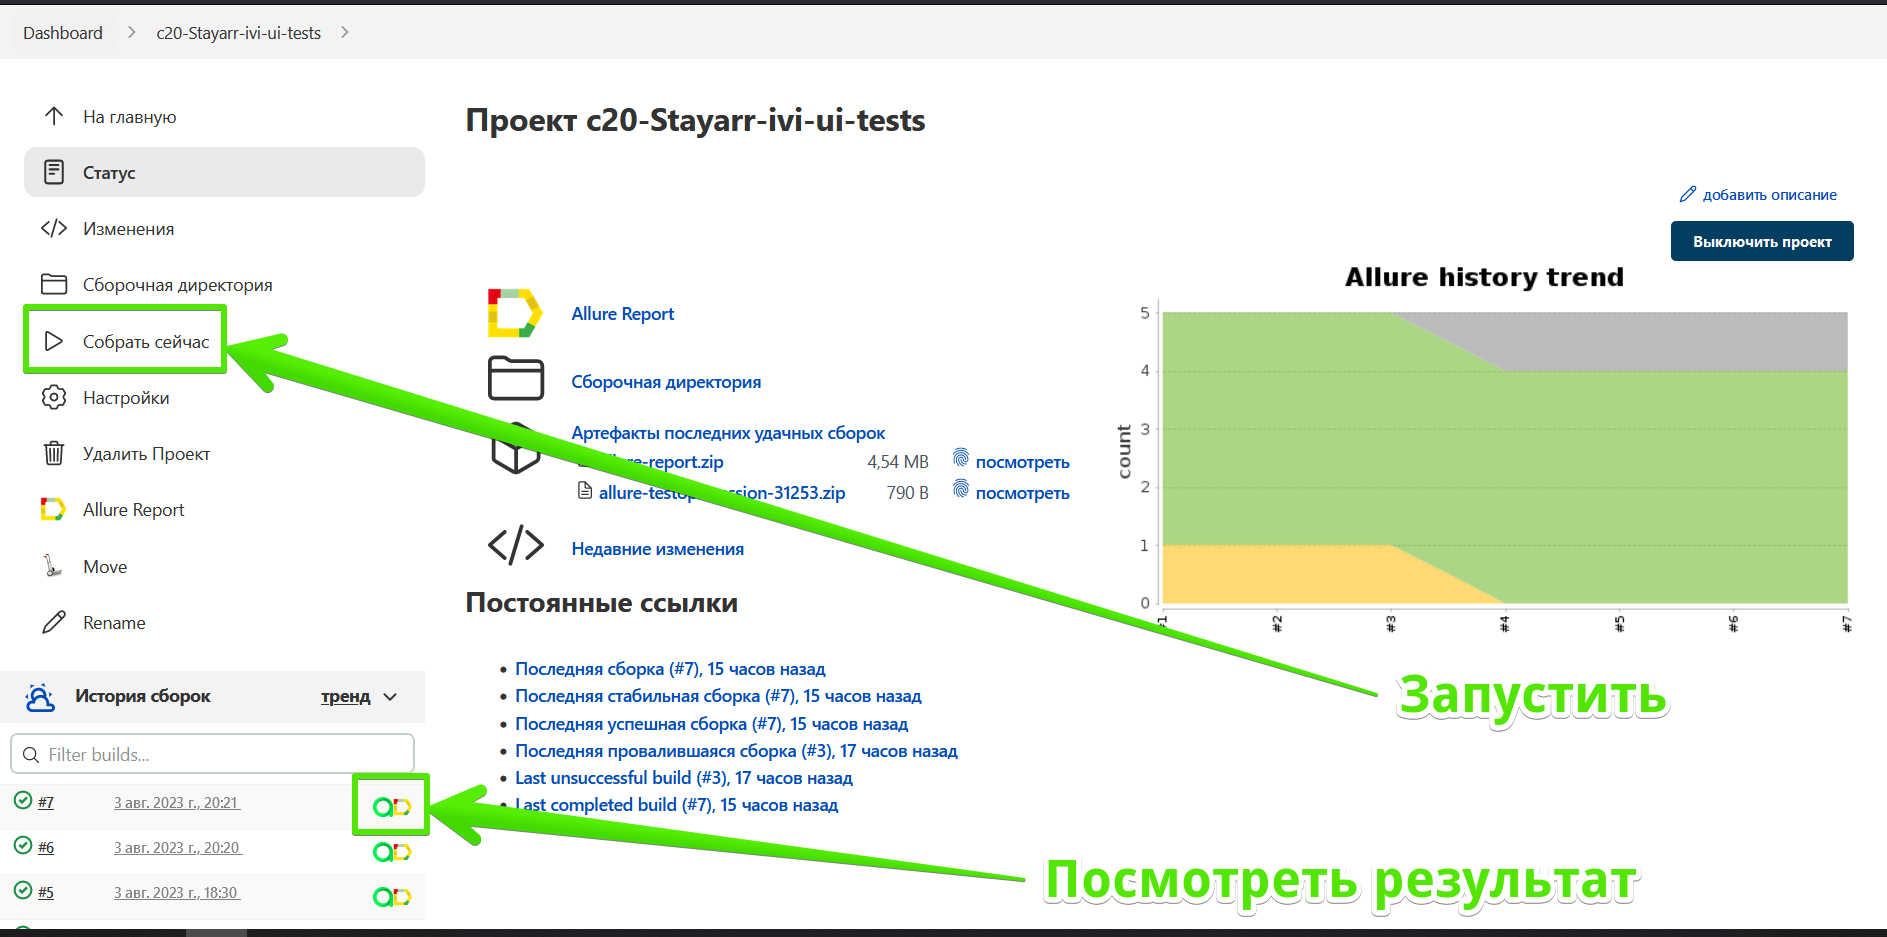 Dashboard
c20-Stayarr-ivi-ui-tests
На главную
Статус
Изменения
Сборочная директория
Собрать сейчас
Настройки
Удалить Проект
Allure Report
Move
Rename
История сборок
тренд
Filter builds...
#7 3 авг. 2023 г., 20:21
#6 3 авг. 2023 г., 20:20
#5 3 авг. 2023 г., 18:30
Проект c20-Stayarr-ivi-ui-tests
добавить описание
Выключить проект
Allure Report
Сборочная директория
Артефакты последних удачных сборок
-report.zip 4,54 MB посмотреть
31253.zip 790 B посмотреть
Недавние изменения
Постоянные ссылки
Последняя сборка (#7), 15 часов назад
Последняя стабильная сборка (#7), 15 часов назад
Последняя успешная сборка (#7), 15 часов назад
Последняя провалившаяся сборка (#3), 17 часов назад
Last unsuccessful build (#3), 17 часов назад
Last completed build (#7), 15 часов назад
Allure history trend
count
5
4
3
2
1
0
#1
#2
#3
#4
#5
#6
#7
Запустить
Посмотреть результат